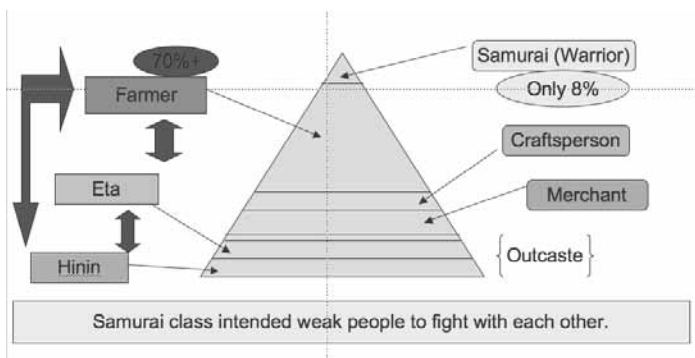 70%+
Farmer
Samurai (Warrior)
Only 8%
Craftsperson
Eta
Merchant
Hinin
{Outcaste}
Samurai class intended weak people to fight with each other.